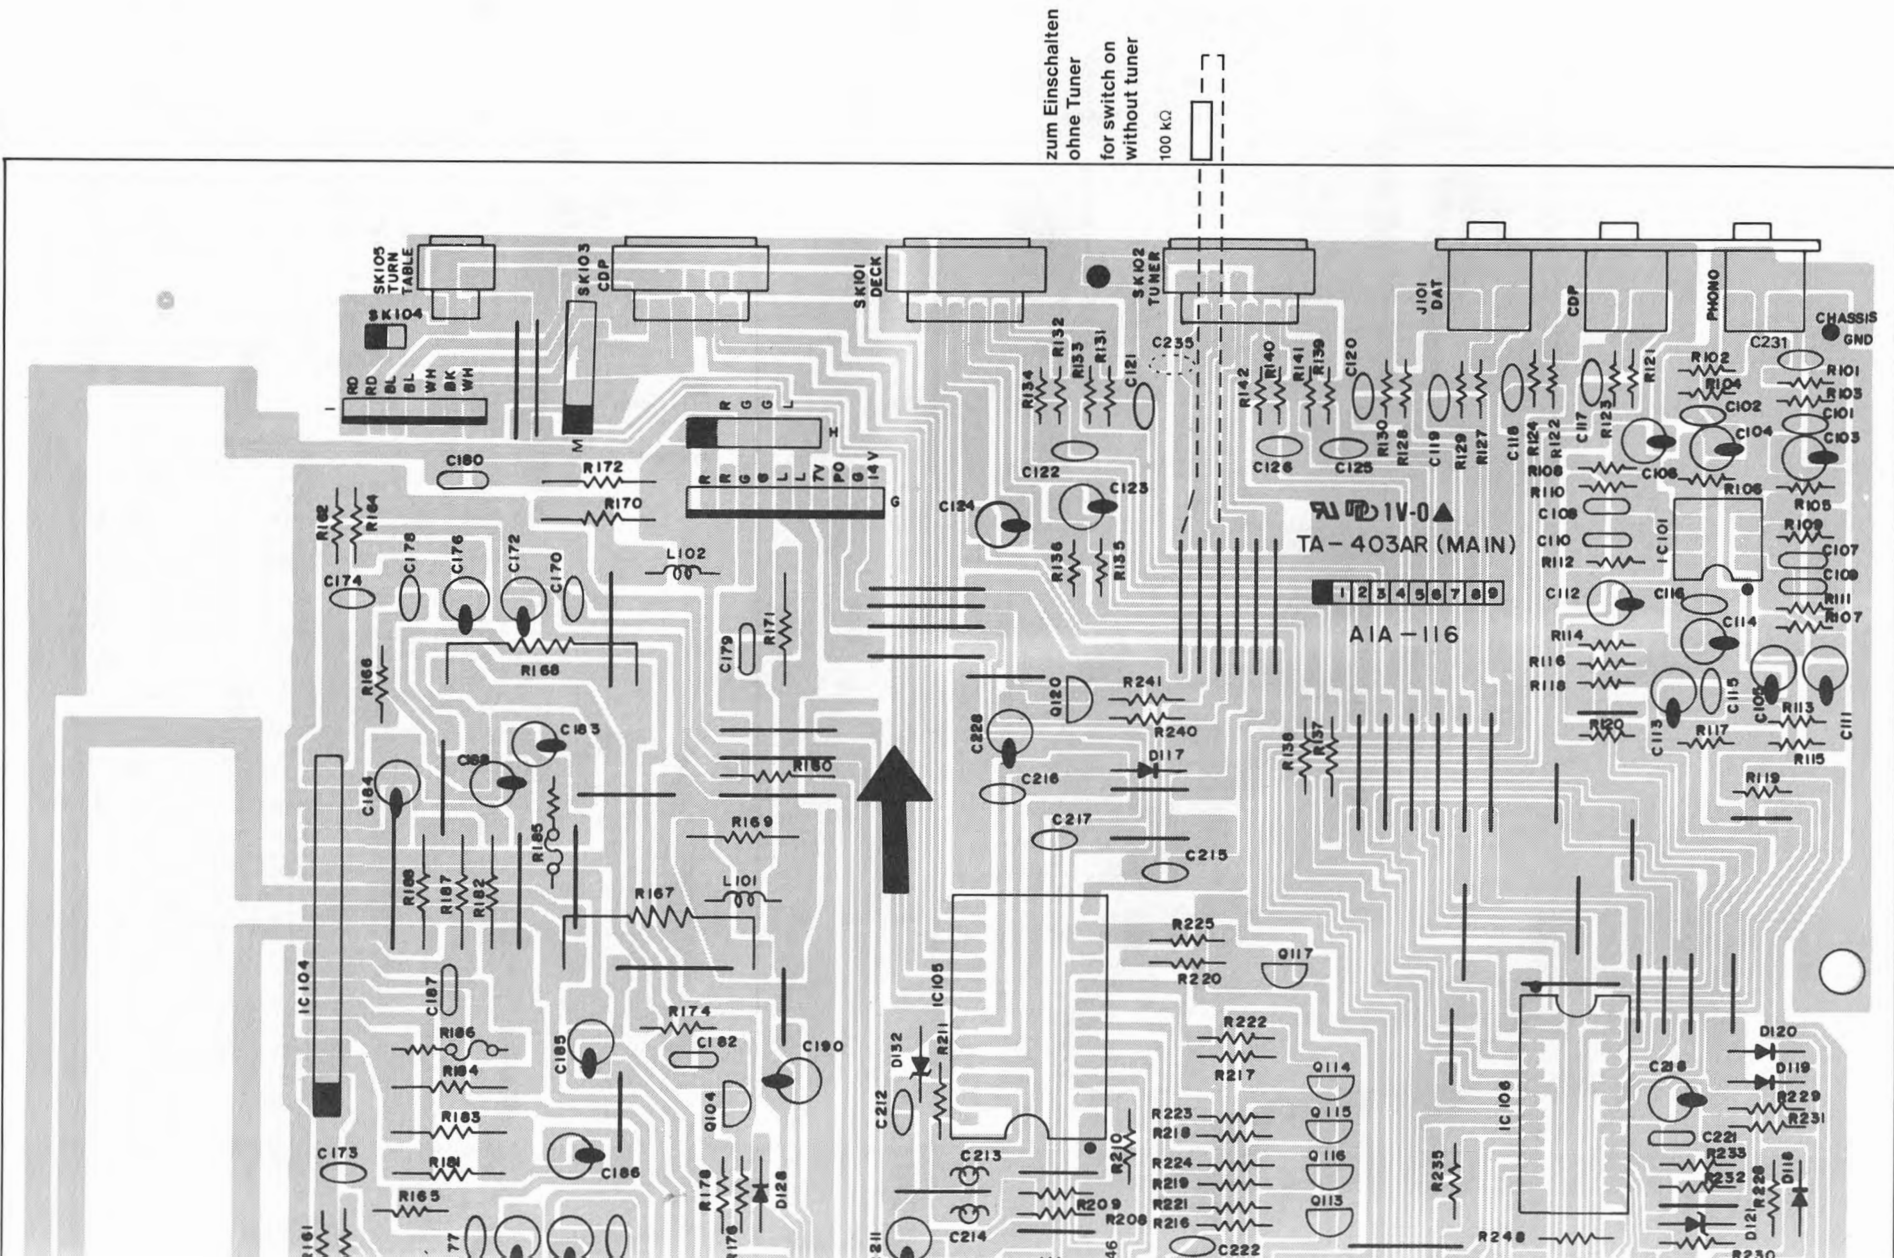 zum Einschalten
ohne Tuner
for switch on
without tuner
100 kΩ
SK105
TURN
TABLE
SK103
CDP
SK101
DECK
SK102
TUNER
J101
DAT
CDP
PHONO
CHASSIS
GND
SK104
C231
C235
R132
R133
R131
R134
C121
R140
R141
R139
R142
C120
R121
R102
R104
R101
R103
C102
C101
C104
C103
RD
RD
BL
BL
WH
BK
WH
I
M
R
G
G
L
H
R130
R128
C119
R129
R127
C118
R124
R122
C117
R123
C180
R172
R170
R
R
G
G
L
L
7V
PO
G
14V
G
C122
C123
C124
C126
C125
R108
R110
C106
R106
R105
C108
C110
R112
IC101
R109
C107
C109
R111
R107
1V-0
TA-403AR (MAIN)
1 2 3 4 5 6 7 8 9
AIA-116
R162
R164
C178
C176
C172
C170
C174
L102
R136
R135
C112
C116
C114
R168
C179
R171
R166
R114
R116
R118
R120
C113
C115
C105
R113
C111
R117
R115
R119
Q120
R241
R240
C228
D117
R138
R137
C183
C184
R180
C216
C217
C215
R169
R185
R188
R187
R182
R167
L101
R225
R220
Q117
IC104
C187
IC105
R174
C182
R186
R184
R183
R181
C185
C190
Q104
D132
R211
C212
R222
R217
Q114
R223
R218
Q115
R224
R219
Q116
R221
R216
Q113
C222
IC106
C218
D120
D119
R229
R231
C221
R233
R232
R228
D118
D121
R230
R235
R248
C173
C186
R165
R161
77
R178
R176
D128
C213
C214
R210
R209
R208
211
46